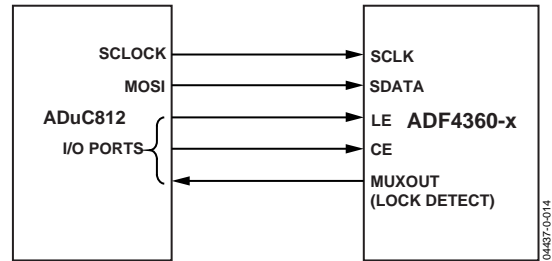 SCLOCK
MOSI
ADuC812
I/O PORTS
SCLK
SDATA
LE
ADF4360-x
CE
MUXOUT
(LOCK DETECT)
04437-0-014